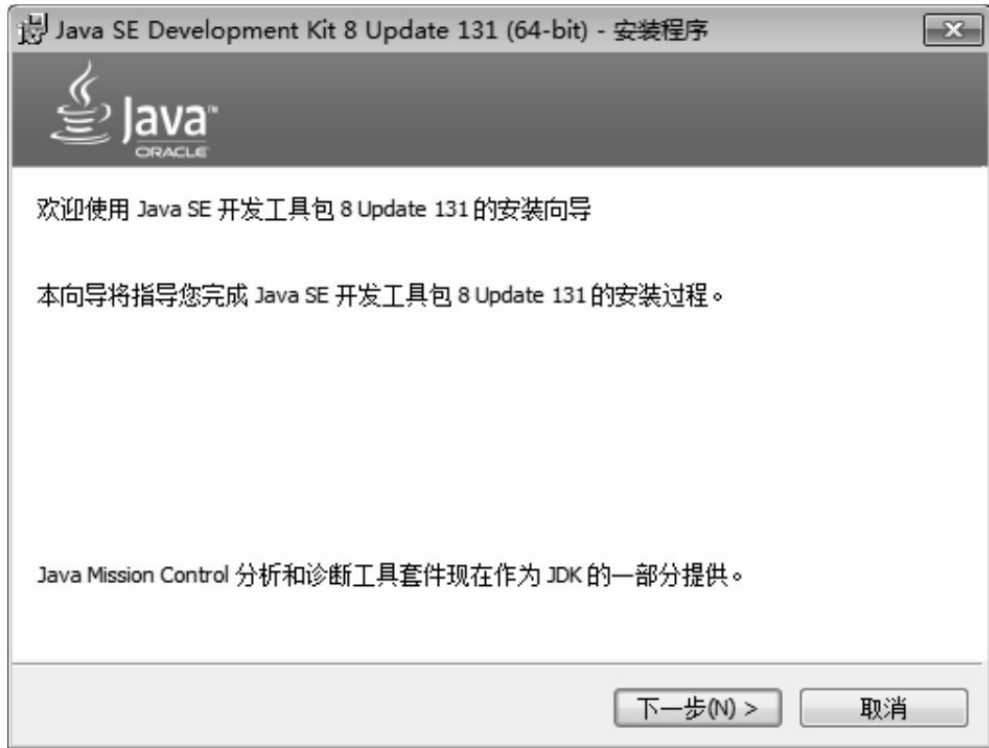 Java SE Development Kit 8 Update 131 (64-bit) - 安装程序
Java™
ORACLE
欢迎使用 Java SE 开发工具包 8 Update 131 的安装向导
本向导将指导您完成 Java SE 开发工具包 8 Update 131 的安装过程。
Java Mission Control 分析和诊断工具套件现在作为 JDK 的一部分提供。
下一步(N) >
取消